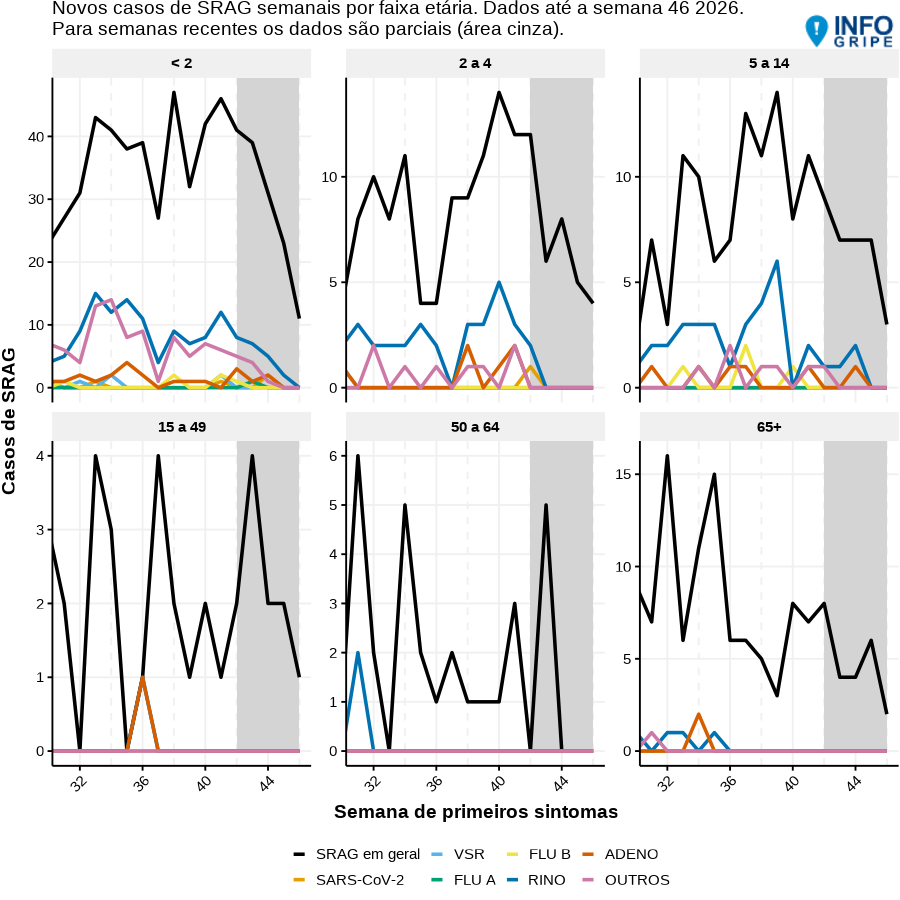 Novos casos de SRAG semanais por faixa etária. Dados até a semana 46 2026.
Para semanas recentes os dados são parciais (área cinza).
INFO
GRIPE
< 2
2 a 4
5 a 14
40
30
20
10
0
10
5
0
10
5
0
Casos de SRAG
15 a 49
50 a 64
65+
4
3
2
1
0
6
5
4
3
2
1
0
15
10
5
0
32 36 40 44
32 36 40 44
32 36 40 44
Semana de primeiros sintomas
SRAG em geral VSR FLU B ADENO
SARS-CoV-2 FLU A RINO OUTROS